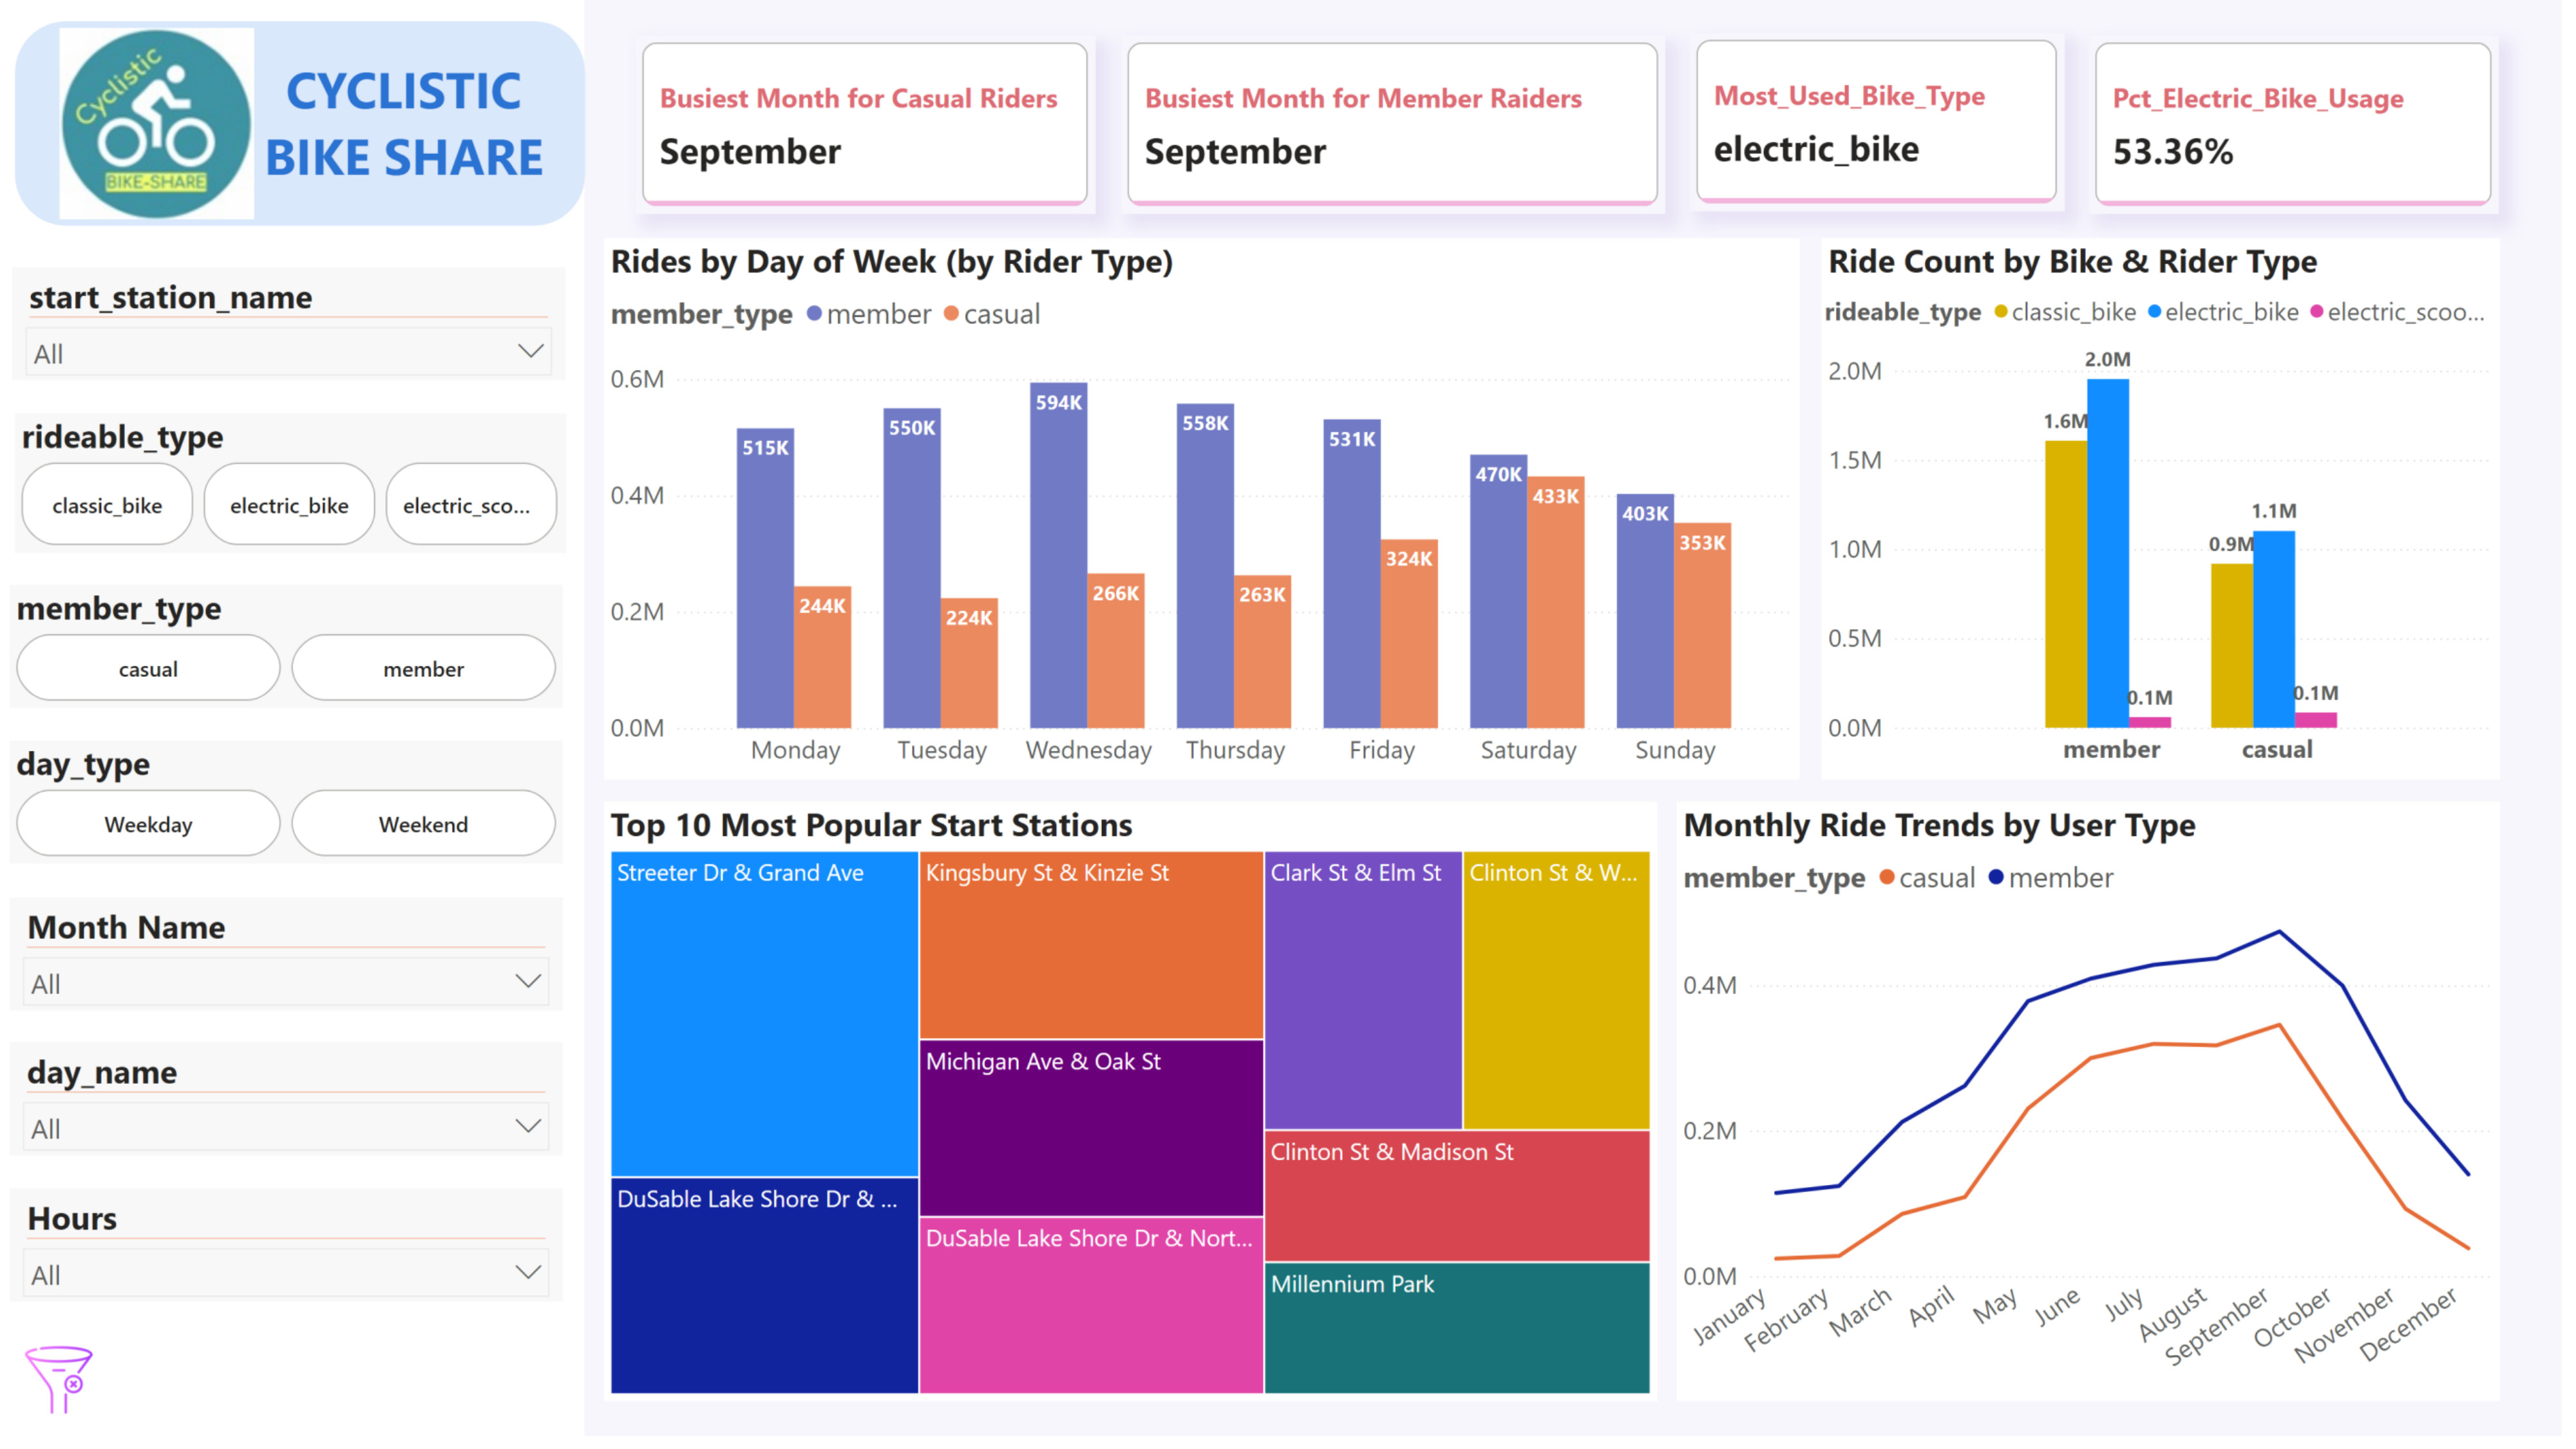 Cyclistic
BIKE-SHARE
CYCLISTIC
BIKE SHARE
start_station_name
All
rideable_type
classic_bike
electric_bike
electric_sco...
member_type
casual
member
day_type
Weekday
Weekend
Month Name
All
day_name
All
Hours
All
Busiest Month for Casual Riders
September
Busiest Month for Member Raiders
September
Most_Used_Bike_Type
electric_bike
Pct_Electric_Bike_Usage
53.36%
Rides by Day of Week (by Rider Type)
member_type member casual
0.6M
0.4M
0.2M
0.0M
515K
244K
550K
224K
594K
266K
558K
263K
531K
324K
470K
433K
403K
353K
Monday Tuesday Wednesday Thursday Friday Saturday Sunday
Ride Count by Bike & Rider Type
rideable_type classic_bike electric_bike electric_scoo...
2.0M
1.5M
1.0M
0.5M
0.0M
1.6M
2.0M
0.1M
0.9M
1.1M
0.1M
member casual
Top 10 Most Popular Start Stations
Streeter Dr & Grand Ave
DuSable Lake Shore Dr & ...
Kingsbury St & Kinzie St
Michigan Ave & Oak St
DuSable Lake Shore Dr & Nort...
Clark St & Elm St
Clinton St & W...
Clinton St & Madison St
Millennium Park
Monthly Ride Trends by User Type
member_type casual member
0.4M
0.2M
0.0M
January
February
March
April
May
June
July
August
September
October
November
December